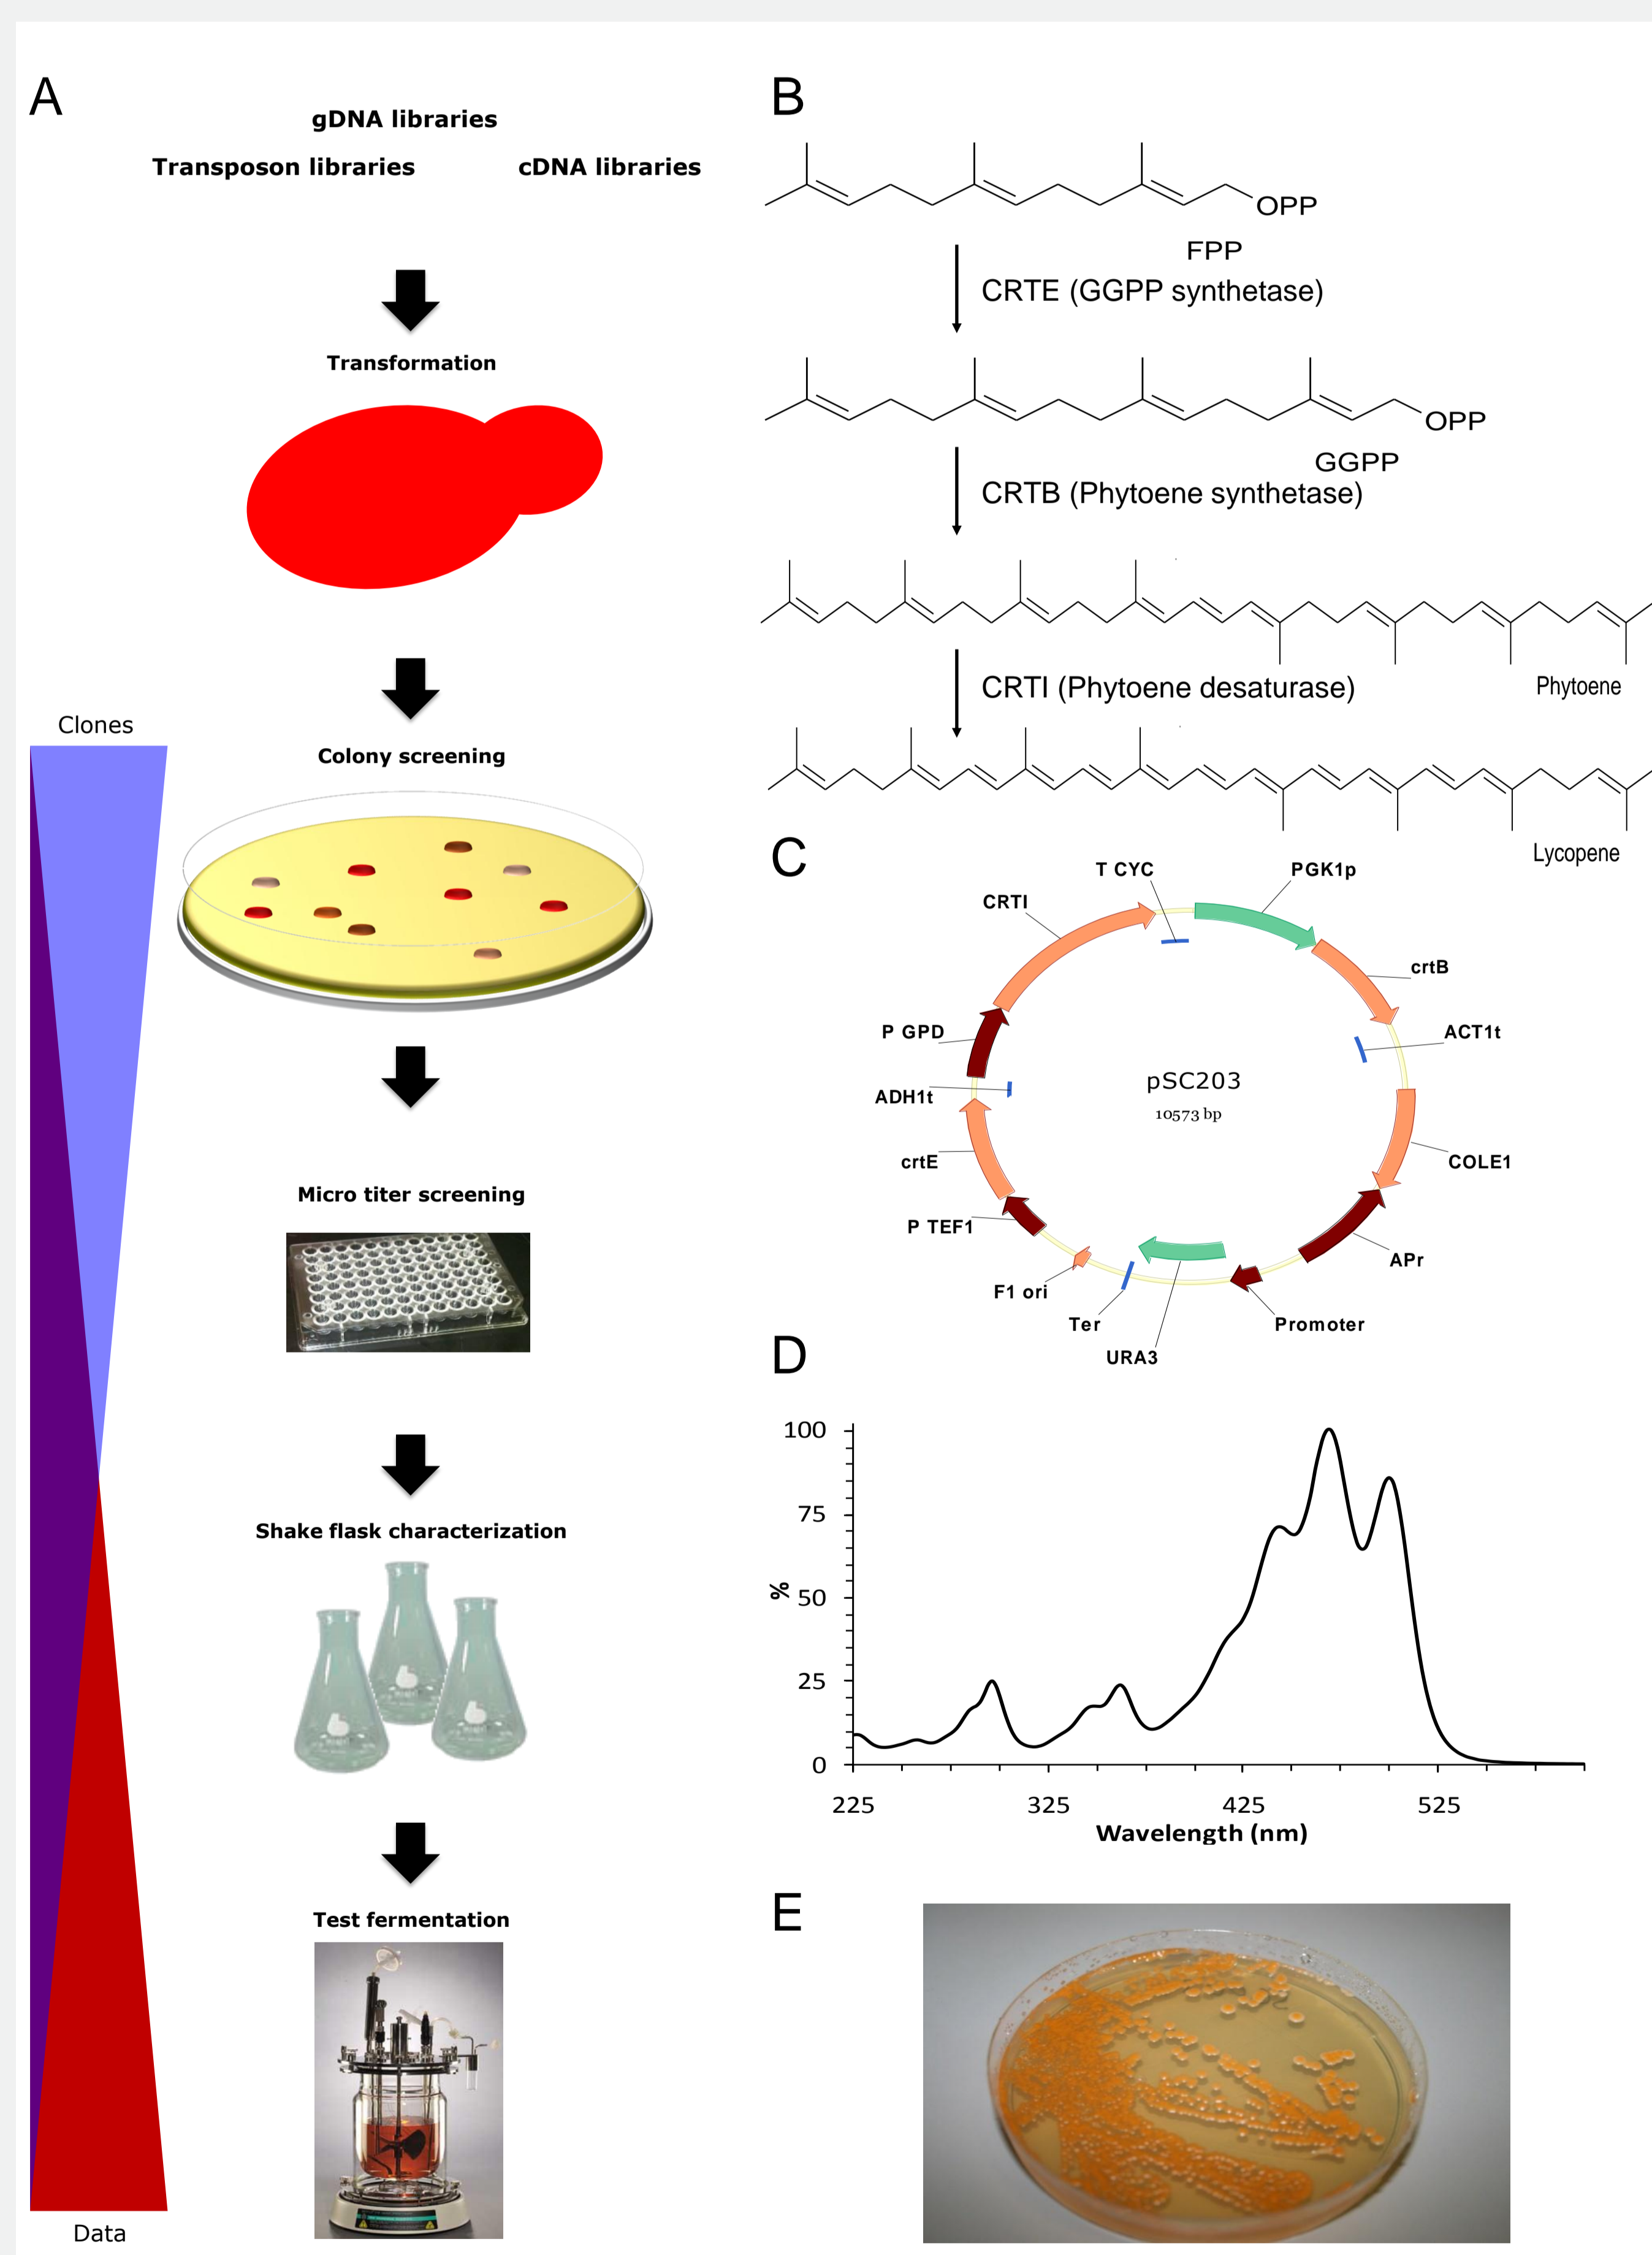 A
gDNA libraries
Transposon libraries
cDNA libraries
Transformation
Clones
Colony screening
Micro titer screening
Shake flask characterization
Test fermentation
Data
B
OPP
FPP
CRTE (GGPP synthetase)
OPP
GGPP
CRTB (Phytoene synthetase)
Phytoene
CRTI (Phytoene desaturase)
Lycopene
C
T CYC
PGK1p
CRTI
crtB
P GPD
ACT1t
pSC203
ADH1t
10573 bp
crtE
COLE1
P TEF1
APr
F1 ori
Ter
Promoter
URA3
D
100
75
%
50
25
0
225
325
425
525
Wavelength (nm)
E